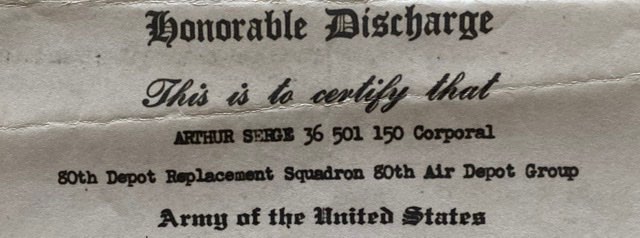 Honorable Discharge
This is to certify that
ARTHUR SERGE 36 501 150 Corporal
80th Depot Replacement Squadron 80th Air Depot Group
Army of the United States